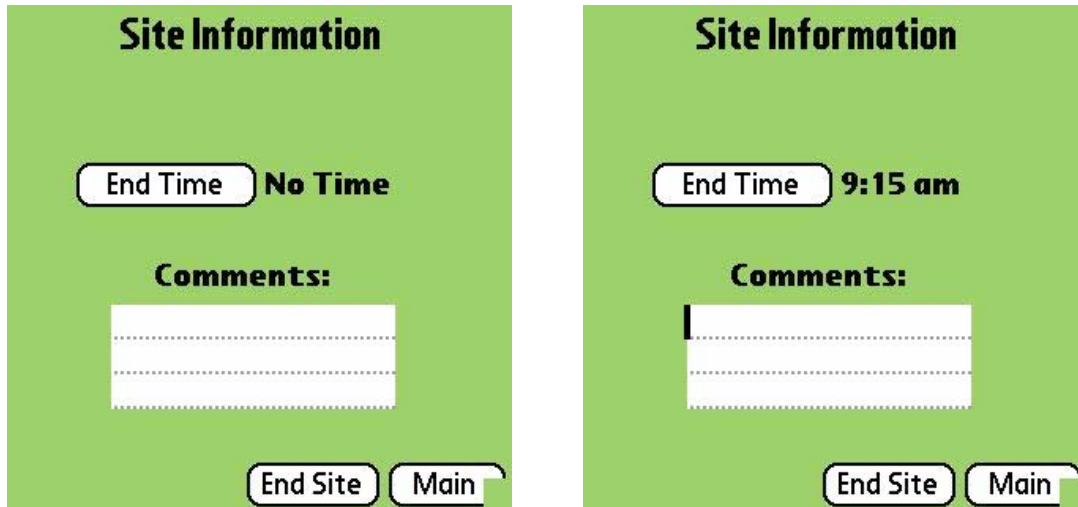 Site Information
End Time No Time
Comments:
End Site Main
Site Information
End Time 9:15 am
Comments:
End Site Main